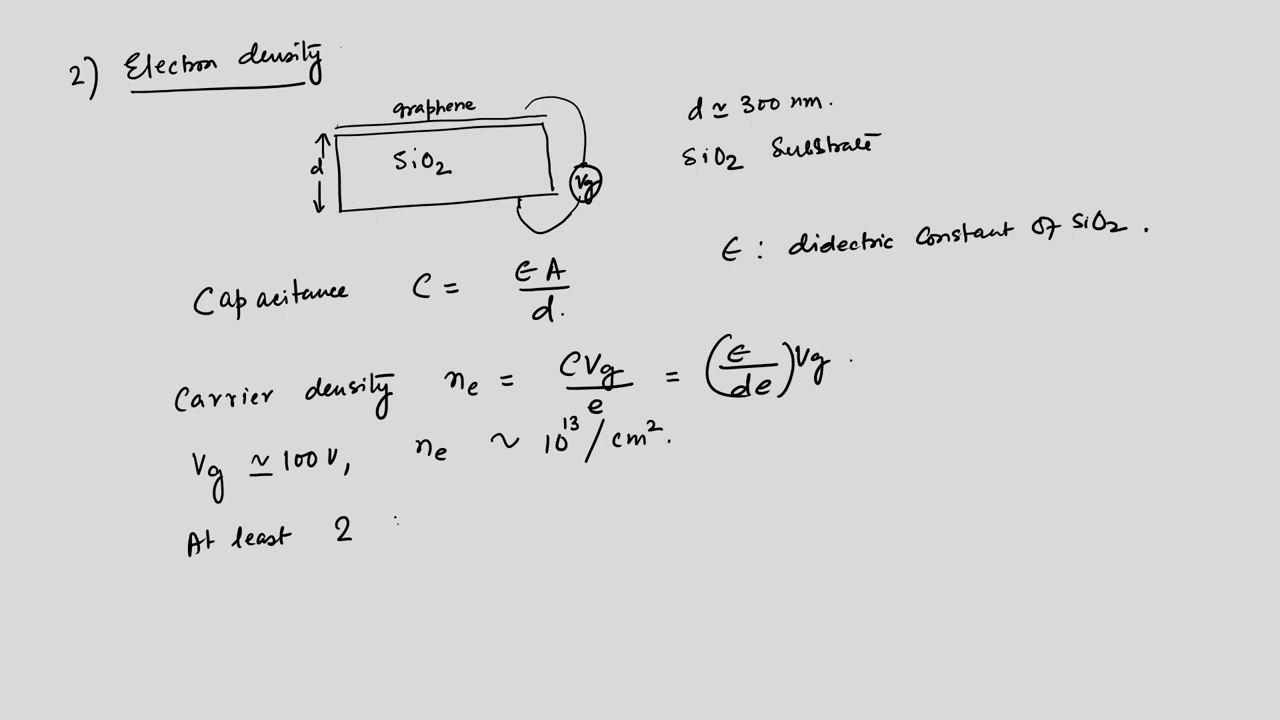 2) Electron density
graphene
d ≃ 300 nm.
SiO2 Substrate
d
SiO2
Vg
ϵ : dielectric constant of SiO2 .
Capacitance C = ϵA/d.
Carrier density ne = CVg/e = (ϵ/de)Vg .
Vg ≃ 100 V, ne ~ 10^13/cm^2.
At least 2